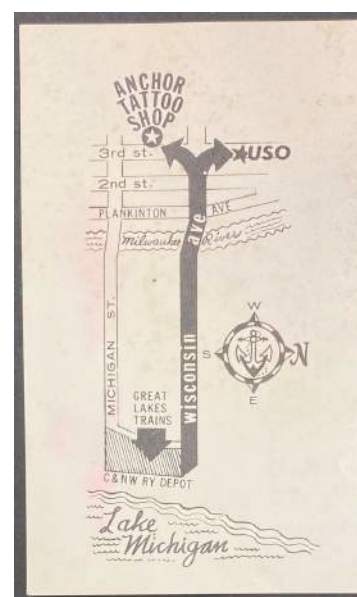 ANCHOR
TATTOO
SHOP
3rd st.
USO
2nd st.
PLANKINTON AVE
Milwaukee River
wisconsin ave.
MICHIGAN ST.
W
S
N
E
GREAT
LAKES
TRAINS
C&NW RY DEPOT
Lake
Michigan